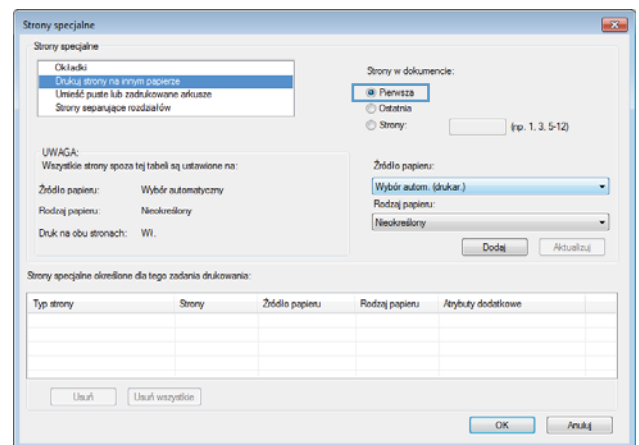 Strony specjalne
Strony specjalne
Okładki
Drukuj strony na innym papierze
Umieść puste lub zadrukowane arkusze
Strony separujące rozdziałów
Strony w dokumencie:
Pierwsza
Ostatnia
Strony: (np. 1, 3, 5-12)
UWAGA:
Wszystkie strony spoza tej tabeli są ustawione na:
Źródło papieru: Wybór automatyczny
Rodzaj papieru: Nieokreślony
Druk na obu stronach: Wł.
Źródło papieru:
Wybór autom. (drukar.)
Rodzaj papieru:
Nieokreślony
Dodaj Aktualizuj
Strony specjalne określone dla tego zadania drukowania:
Typ strony Strony Źródło papieru Rodzaj papieru Atrybuty dodatkowe
Usuń Usuń wszystkie
OK Anuluj